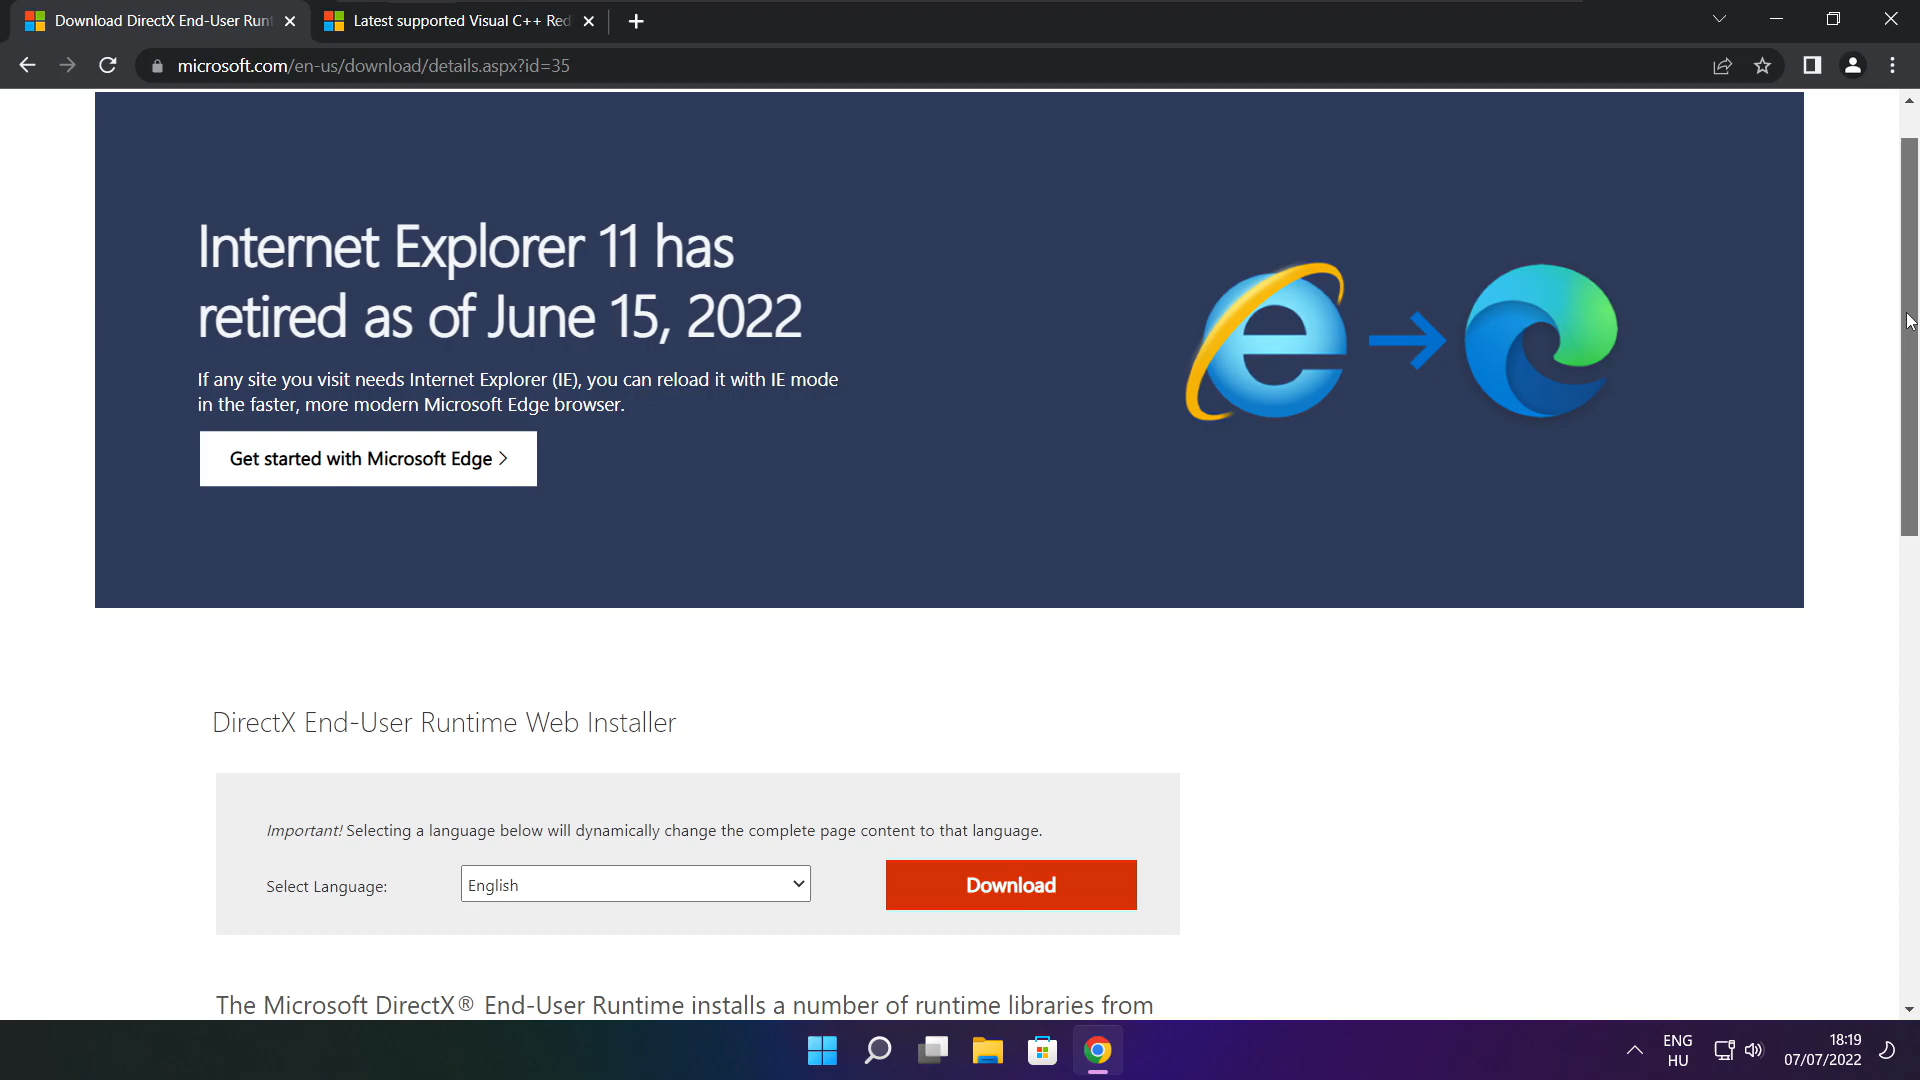 Download DirectX End-User Runt
Latest supported Visual C++ Red
microsoft.com/en-us/download/details.aspx?id=35
Internet Explorer 11 has
retired as of June 15, 2022
If any site you visit needs Internet Explorer (IE), you can reload it with IE mode
in the faster, more modern Microsoft Edge browser.
Get started with Microsoft Edge >
DirectX End-User Runtime Web Installer
Important! Selecting a language below will dynamically change the complete page content to that language.
Select Language:
English
Download
The Microsoft DirectX® End-User Runtime installs a number of runtime libraries from
ENG
HU
18:19
07/07/2022